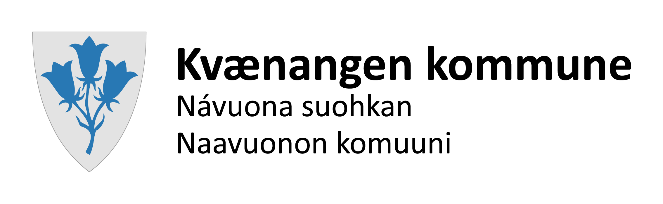 Kvænangen kommune
Návuona suohkan
Naavuonon komuuni